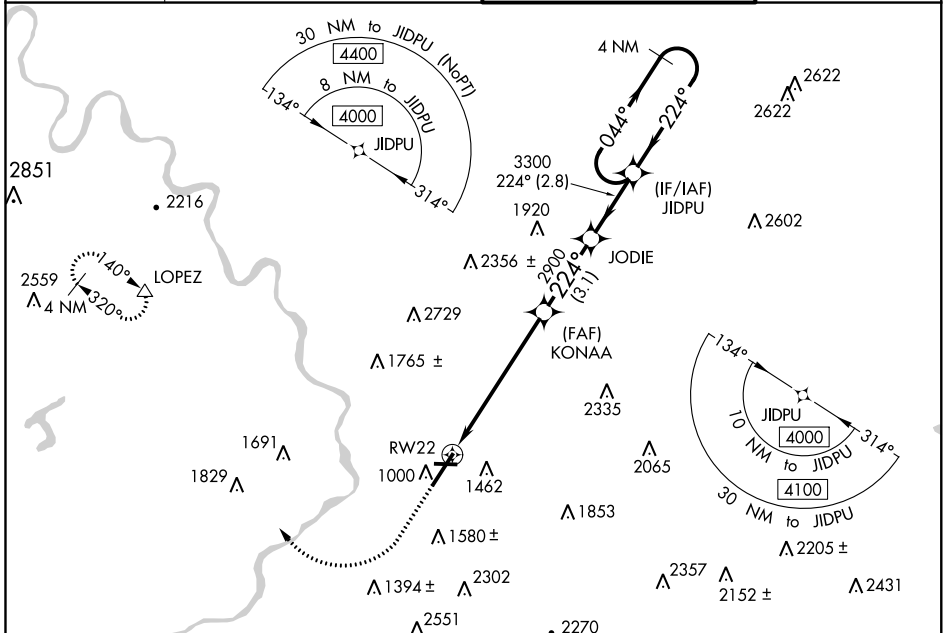 30 NM to JIDPU (NoPT)
4400
8 NM to JIDPU
4000
134°
JIDPU
314°
4 NM
044°
224°
2622
2622
3300
224° (2.8)
(IF/IAF)
JIDPU
2851
2216
1920
2602
JODIE
2356 ±
2900
224°
(3.1)
140°
LOPEZ
2559
4 NM
320°
2729
(FAF)
KONAA
1765 ±
134°
JIDPU
4000
314°
10 NM to JIDPU
4100
30 NM to JIDPU
2335
1691
RW22
2065
1829
1000
1462
1853
1580 ±
2205 ±
1394 ±
2302
2357
2152 ±
2431
2551
2270